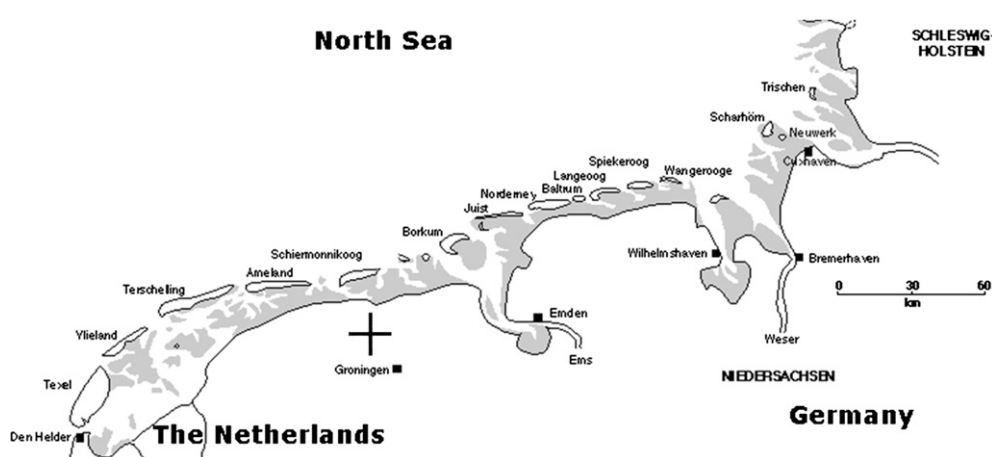 North Sea
SCHLESWIG-
HOLSTEIN
Trischen
Scharhörn
Neuwerk
Cuxhaven
Spiekeroog
Langeoog
Wangerooge
Baltrum
Norderney
Juist
Borkum
Wilhelmshaven
Bremerhaven
Schiermonnikoog
Ameland
Terschelling
0 30 60
km
Emden
Ylieland
Weser
Ems
Groningen
NIEDERSACHSEN
Texel
Germany
Den Helder
The Netherlands